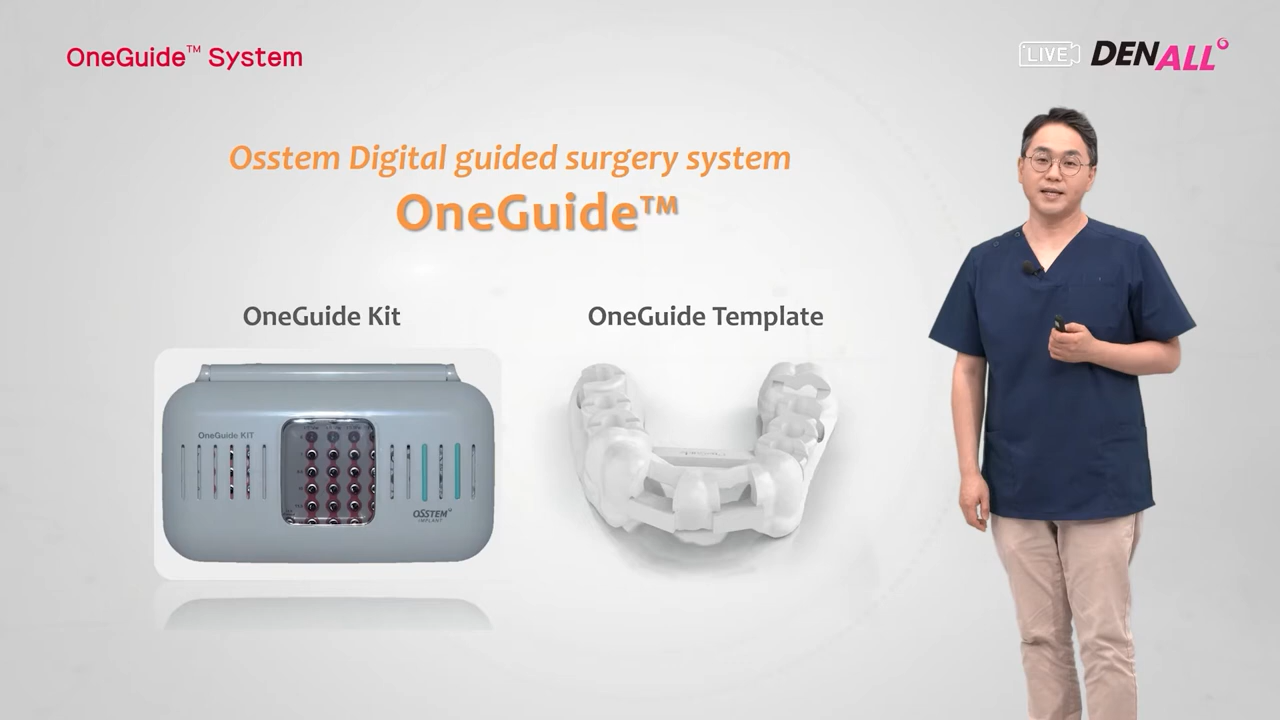 OneGuide™ System
LIVE
DENALL
Osstem Digital guided surgery system
OneGuide™
OneGuide Kit
OneGuide Template
OneGuide KIT
OSSTEM
IMPLANT